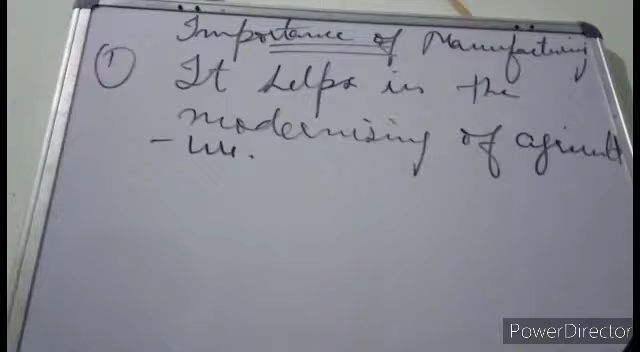 Importance of Manufacturing
① It helps in the
modernising of agricult
-ure.
PowerDirector